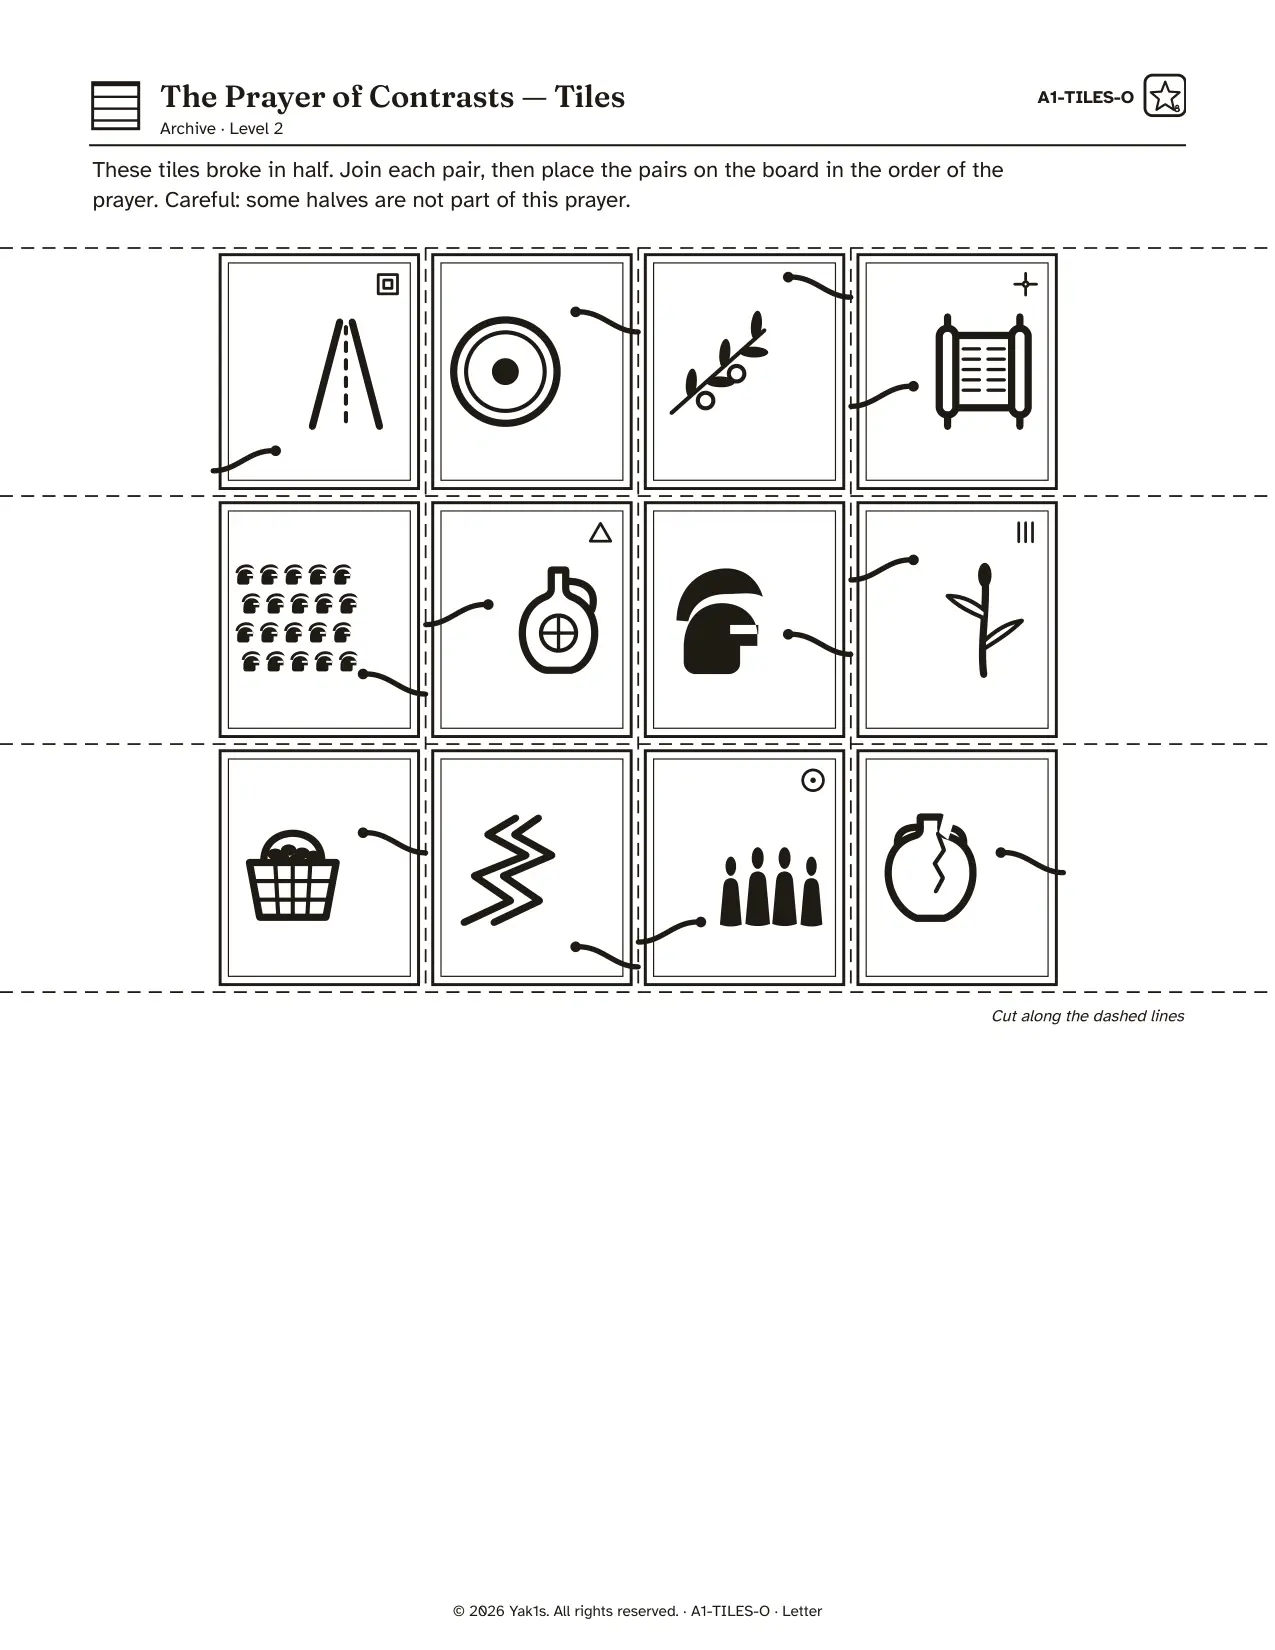 The Prayer of Contrasts — Tiles
Archive · Level 2
A1-TILES-O
These tiles broke in half. Join each pair, then place the pairs on the board in the order of the
prayer. Careful: some halves are not part of this prayer.
Cut along the dashed lines
© 2026 Yak1s. All rights reserved. · A1-TILES-O · Letter